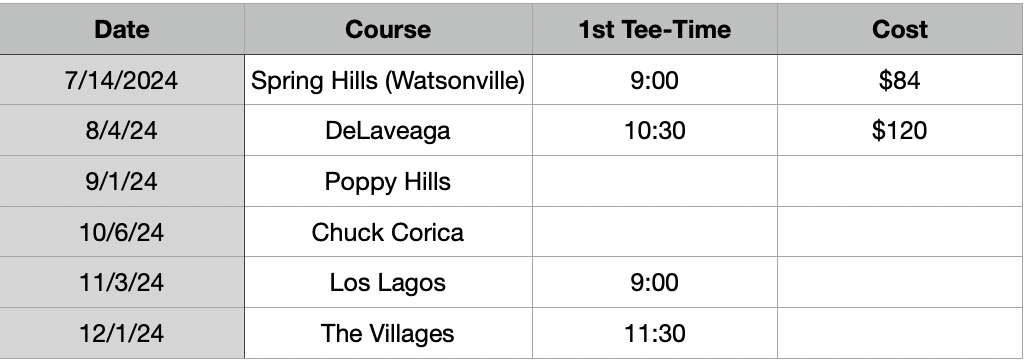 Date Course 1st Tee-Time Cost
7/14/2024 Spring Hills (Watsonville) 9:00 $84
8/4/24 DeLaveaga 10:30 $120
9/1/24 Poppy Hills
10/6/24 Chuck Corica
11/3/24 Los Lagos 9:00
12/1/24 The Villages 11:30